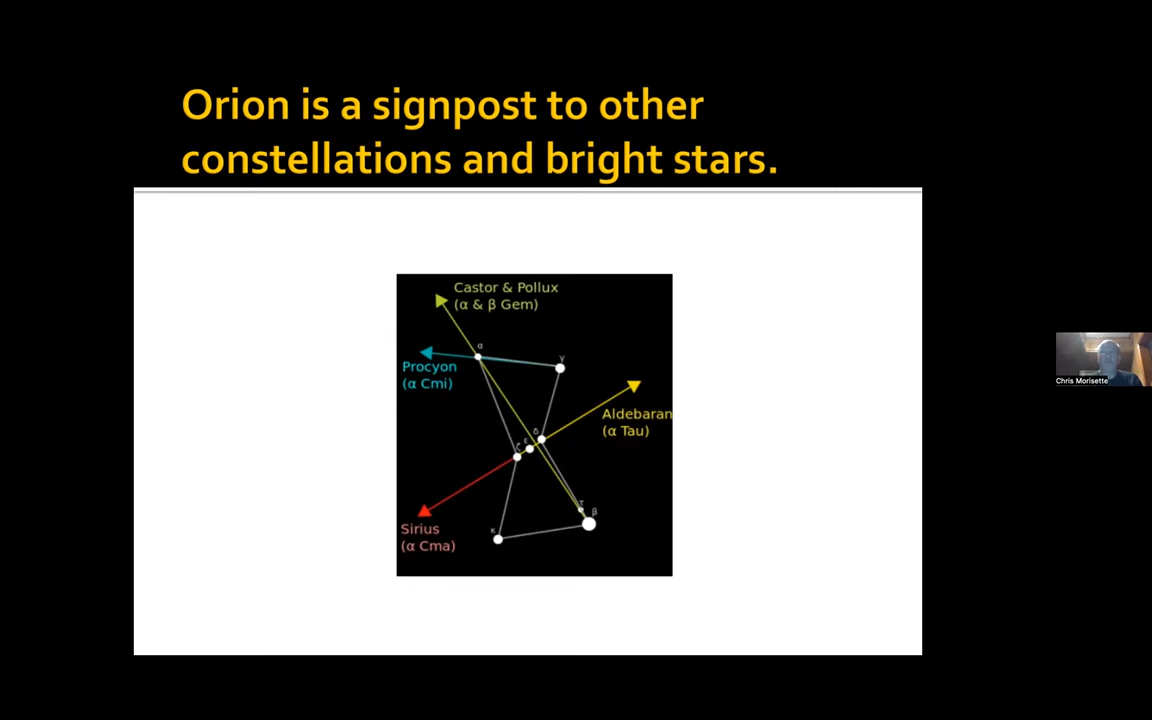 Orion is a signpost to other
constellations and bright stars.
Castor & Pollux
(α & β Gem)
α
γ
Procyon
(α Cmi)
Aldebaran
(α Tau)
δ
ε
ζ
τ
β
κ
Sirius
(α Cma)
Chris Morisette